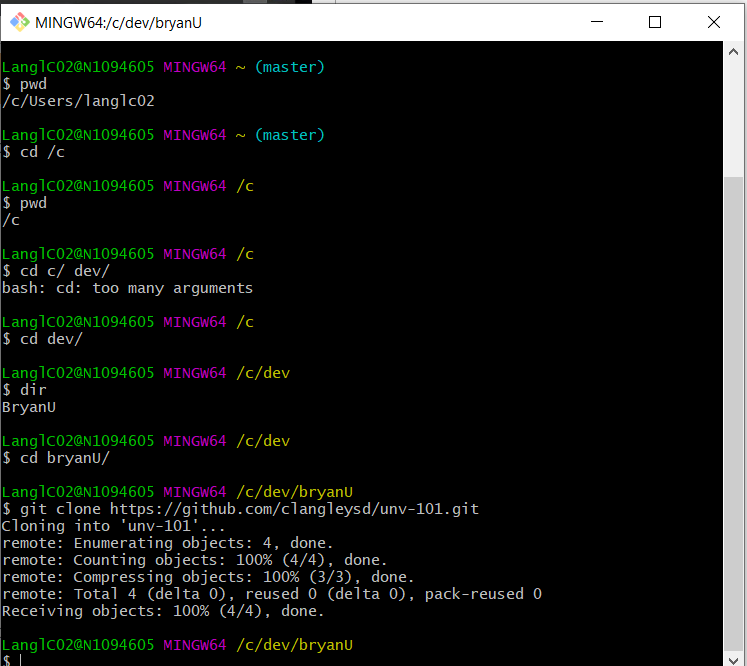 MINGW64:/c/dev/bryanU
LanglC02@N1094605 MINGW64 ~ (master)
$ pwd
/c/Users/langlc02
LanglC02@N1094605 MINGW64 ~ (master)
$ cd /c
LanglC02@N1094605 MINGW64 /c
$ pwd
/c
LanglC02@N1094605 MINGW64 /c
$ cd c/ dev/
bash: cd: too many arguments
LanglC02@N1094605 MINGW64 /c
$ cd dev/
LanglC02@N1094605 MINGW64 /c/dev
$ dir
BryanU
LanglC02@N1094605 MINGW64 /c/dev
$ cd bryanU/
LanglC02@N1094605 MINGW64 /c/dev/bryanU
$ git clone https://github.com/clangleysd/unv-101.git
Cloning into 'unv-101'...
remote: Enumerating objects: 4, done.
remote: Counting objects: 100% (4/4), done.
remote: Compressing objects: 100% (3/3), done.
remote: Total 4 (delta 0), reused 0 (delta 0), pack-reused 0
Receiving objects: 100% (4/4), done.
LanglC02@N1094605 MINGW64 /c/dev/bryanU
$